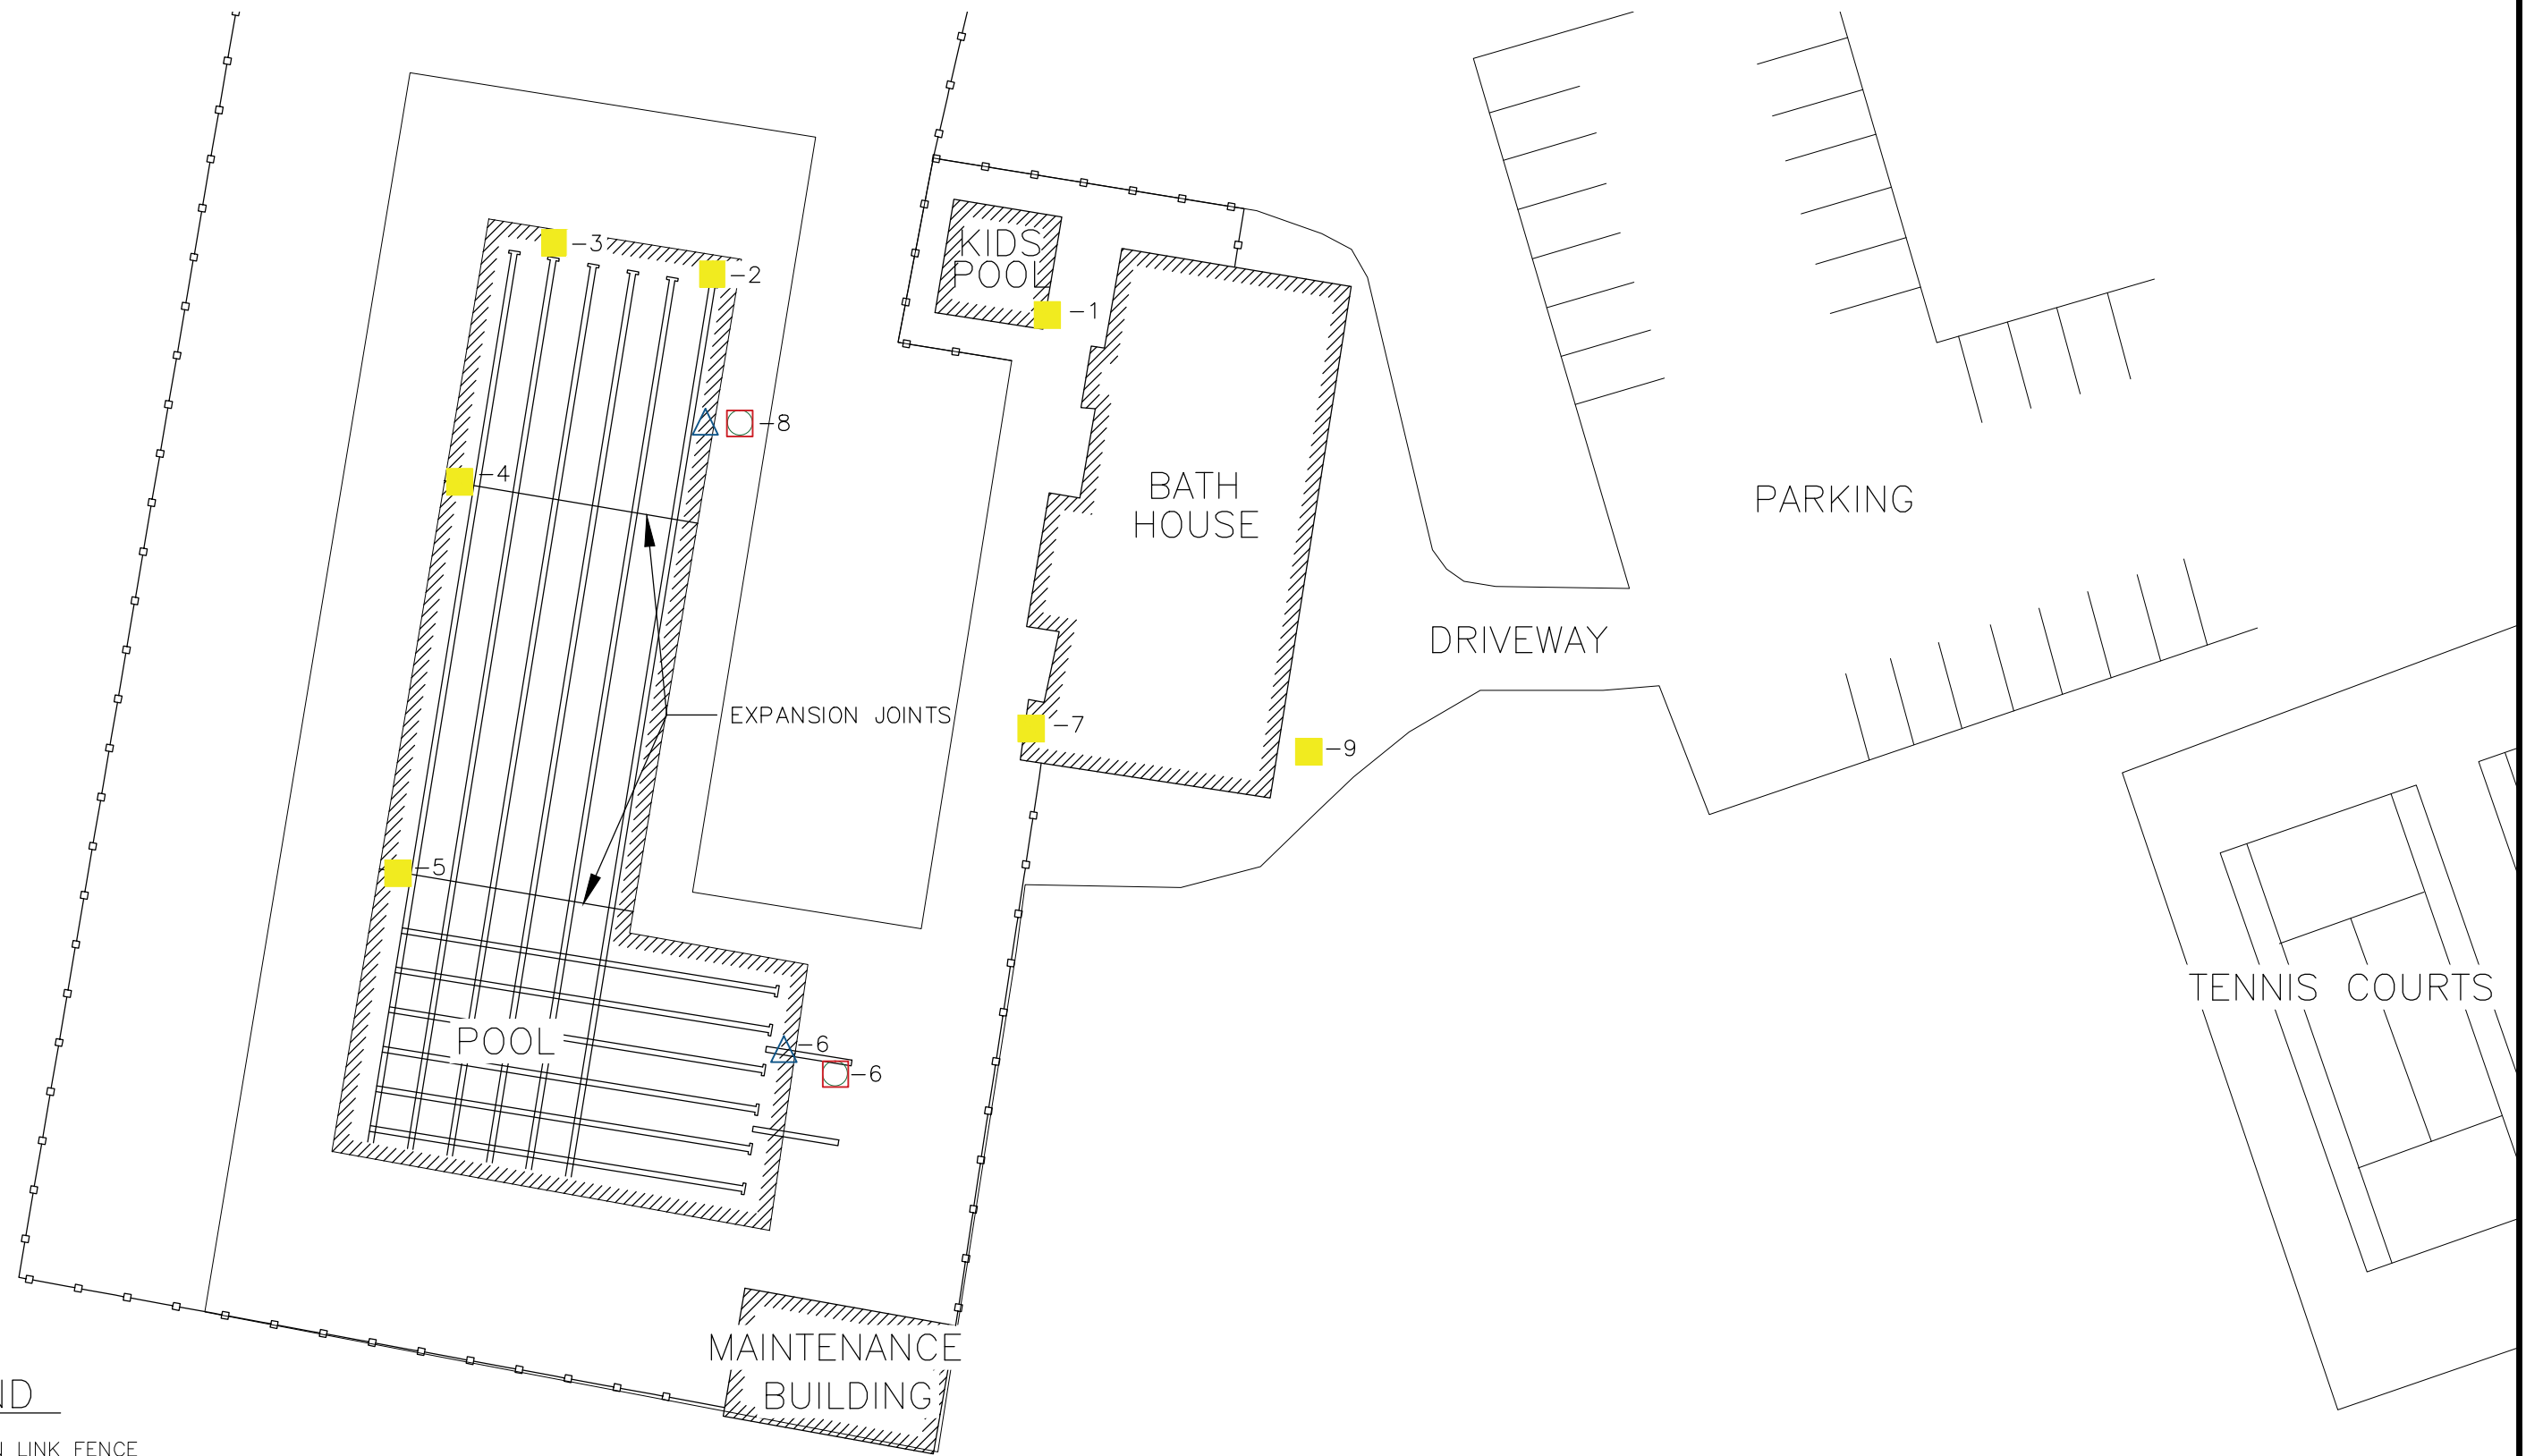 -3
-2
KIDS
POOL
-1
-8
-4
BATH
HOUSE
PARKING
DRIVEWAY
EXPANSION JOINTS
-7
-9
-5
TENNIS COURTS
POOL
-6
-6
MAINTENANCE
BUILDING
LINK FENCE